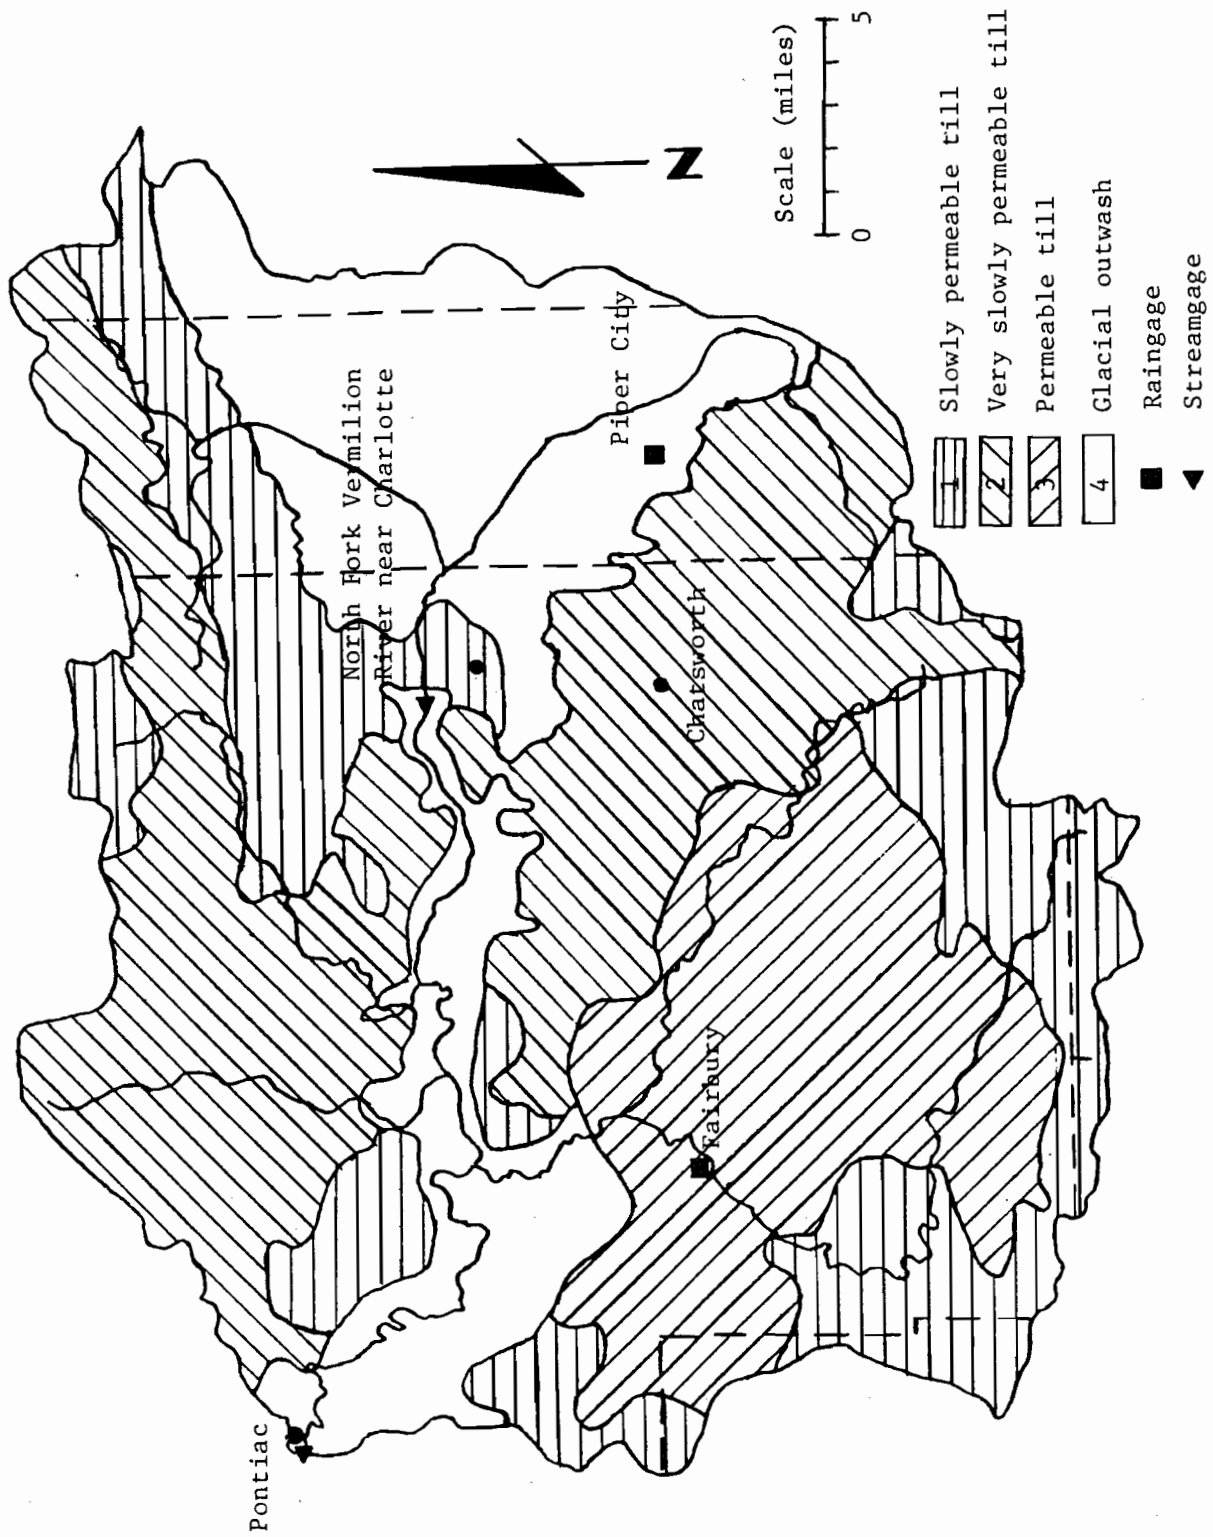 Pontiac
North Fork Vermilion
River near Charlotte
Piper City
Chatsworth
Fairbury
N
Scale (miles)
0 5
1 Slowly permeable till
2 Very slowly permeable till
3 Permeable till
4 Glacial outwash
Raingage
Streamgage